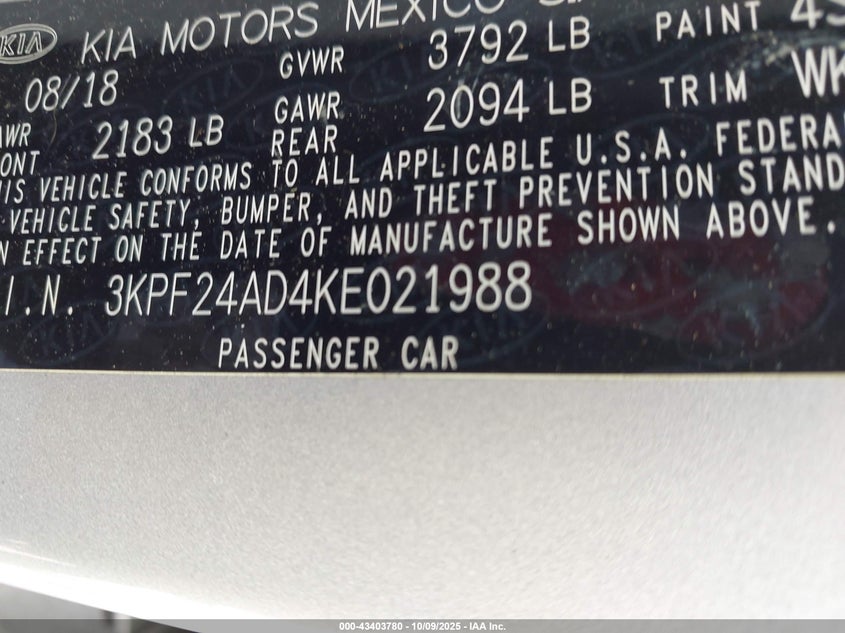 KIA KIA MOTORS MEXICO PAINT
08/18 GVWR 3792 LB
GAWR REAR 2094 LB TRIM WK
2183 LB
VEHICLE CONFORMS TO ALL APPLICABLE U.S.A.
VEHICLE SAFETY, BUMPER, AND THEFT PREVENTION
EFFECT ON THE DATE OF MANUFACTURE SHOWN ABOVE.
I.N. 3KPF24AD4KE021988
PASSENGER CAR
000-43403780 - 10/09/2025 - IAA Inc.